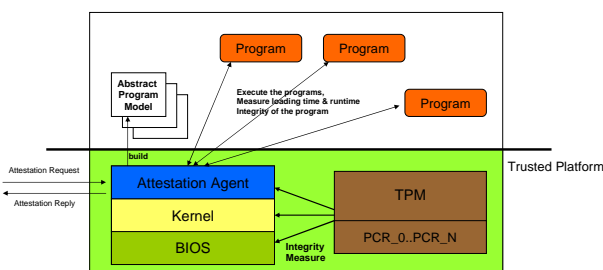 Program
Program
Abstract
Program
Model
Execute the programs,
Measure loading time & runtime
Integrity of the program
Program
build
Trusted Platform
Attestation Request
Attestation Agent
Attestation Reply
TPM
Kernel
PCR_0..PCR_N
BIOS
Integrity
Measure